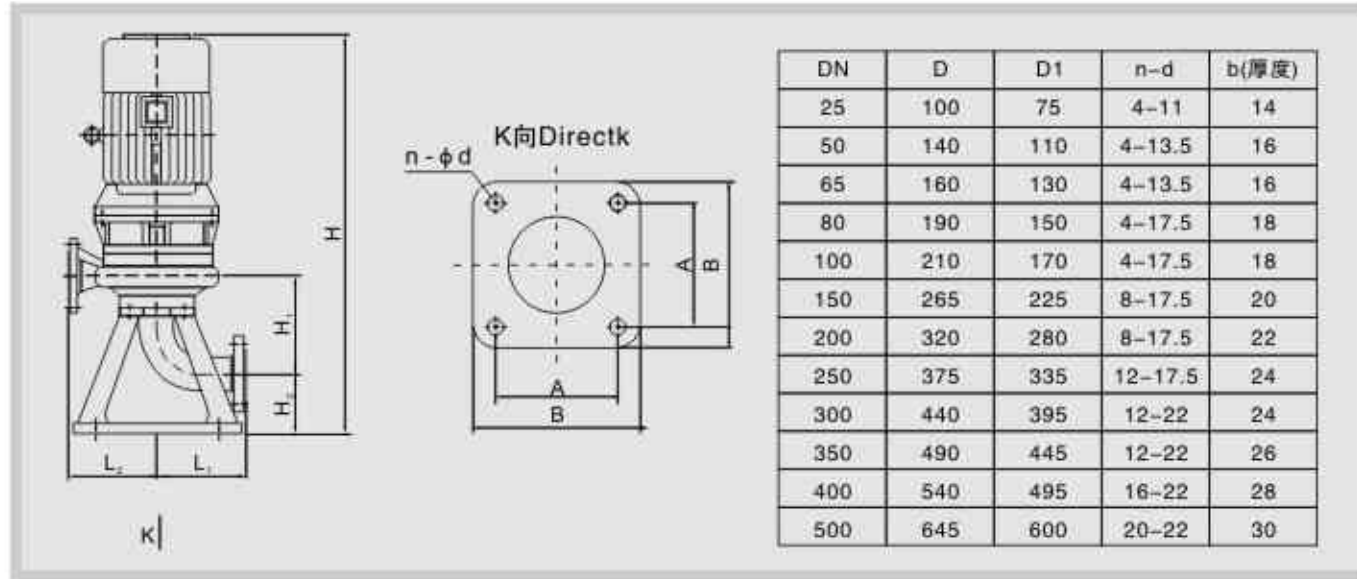 H
H₁
H₂
L₂
L₁
K
K向Directk
n-ϕd
A
B
A
B
DN D D1 n-d b(厚度)
25 100 75 4-11 14
50 140 110 4-13.5 16
65 160 130 4-13.5 16
80 190 150 4-17.5 18
100 210 170 4-17.5 18
150 265 225 8-17.5 20
200 320 280 8-17.5 22
250 375 335 12-17.5 24
300 440 395 12-22 24
350 490 445 12-22 26
400 540 495 16-22 28
500 645 600 20-22 30